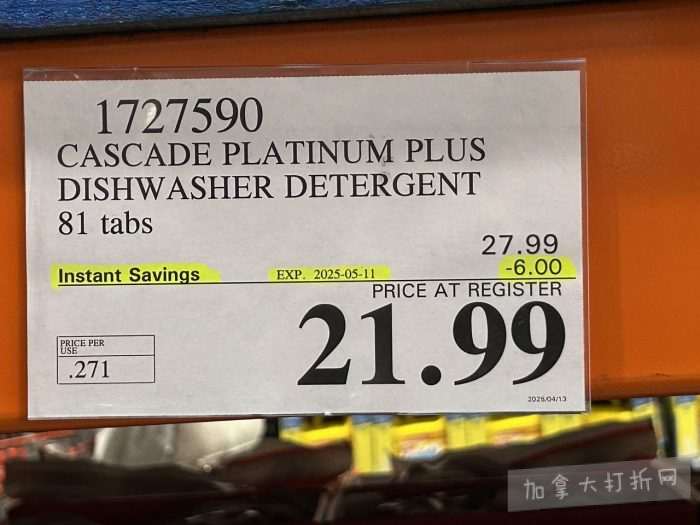 1727590
CASCADE PLATINUM PLUS
DISHWASHER DETERGENT
81 tabs
27.99
Instant Savings EXP. 2025-05-11 -6.00
PRICE AT REGISTER
21.99
PRICE PER
USE
.271
2025/04/13
加拿大打折网